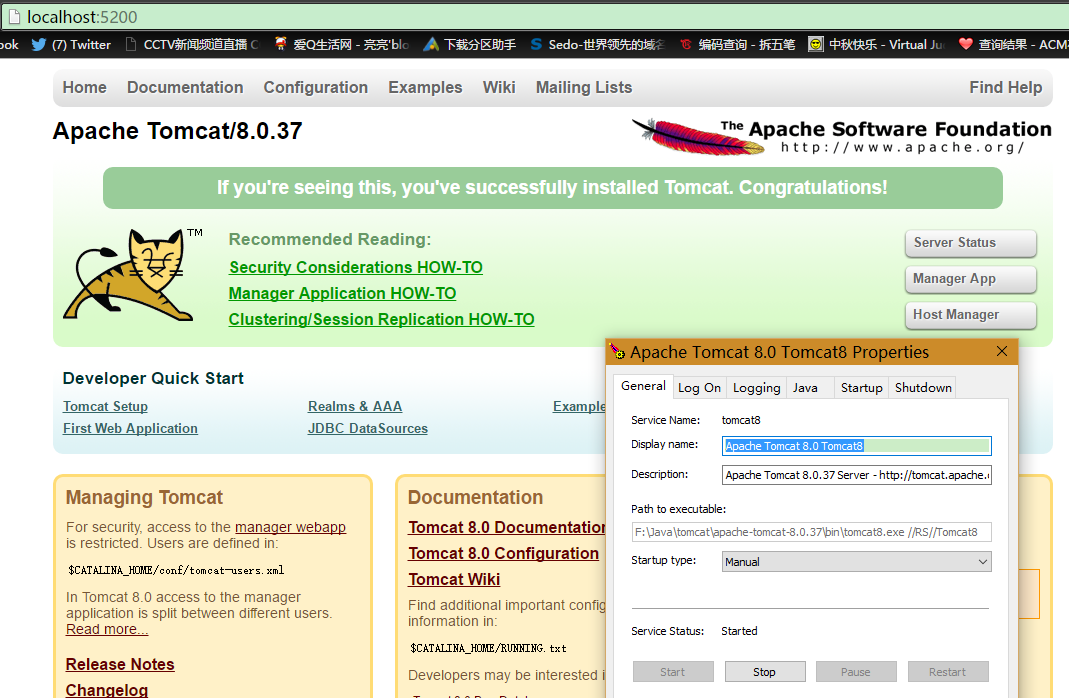 localhost:5200
ook (7) Twitter CCTV新闻频道直播 C 爱Q生活网 - 亮亮'blo 下载分区助手 Sedo-世界领先的域名 编码查询 - 拆五笔 中秋快乐 - Virtual Ju 查询结果 - ACM
Home Documentation Configuration Examples Wiki Mailing Lists Find Help
Apache Tomcat/8.0.37
The Apache Software Foundation
http://www.apache.org/
If you're seeing this, you've successfully installed Tomcat. Congratulations!
TM
Recommended Reading:
Security Considerations HOW-TO
Manager Application HOW-TO
Clustering/Session Replication HOW-TO
Server Status
Manager App
Host Manager
Developer Quick Start
Tomcat Setup
First Web Application
Realms & AAA
JDBC DataSources
Example
Managing Tomcat
For security, access to the manager webapp
is restricted. Users are defined in:
$CATALINA_HOME/conf/tomcat-users.xml
In Tomcat 8.0 access to the manager
application is split between different users.
Read more...
Release Notes
Changelog
Documentation
Tomcat 8.0 Documentation
Tomcat 8.0 Configuration
Tomcat Wiki
Find additional important config
information in:
$CATALINA_HOME/RUNNING.txt
Developers may be interested i
Apache Tomcat 8.0 Tomcat8 Properties
General Log On Logging Java Startup Shutdown
Service Name: tomcat8
Display name: Apache Tomcat 8.0 Tomcat8
Description: Apache Tomcat 8.0.37 Server - http://tomcat.apache.o
Path to executable:
F:\Java\tomcat\apache-tomcat-8.0.37\bin\tomcat8.exe //RS//Tomcat8
Startup type: Manual
Service Status: Started
Start Stop Pause Restart